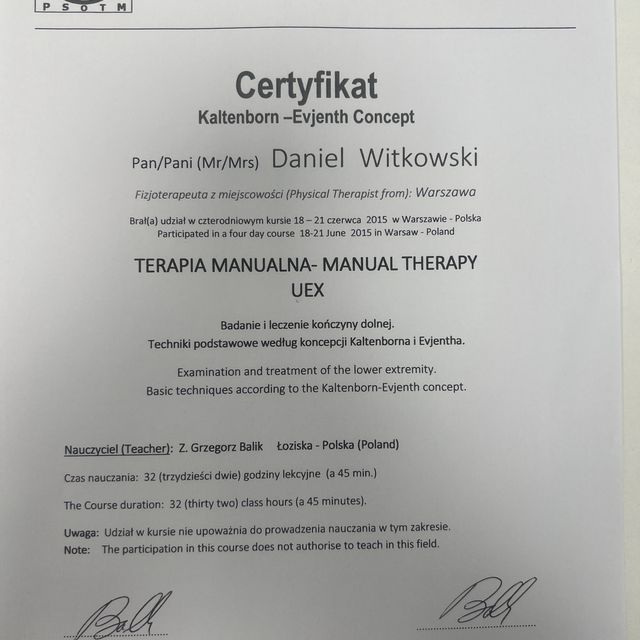 P S O T M
Certyfikat
Kaltenborn –Evjenth Concept
Pan/Pani (Mr/Mrs) Daniel Witkowski
Fizjoterapeuta z miejscowości (Physical Therapist from): Warszawa
Brał(a) udział w czterodniowym kursie 18 – 21 czerwca 2015 w Warszawie - Polska
Participated in a four day course 18-21 June 2015 in Warsaw - Poland
TERAPIA MANUALNA- MANUAL THERAPY
UEX
Badanie i leczenie kończyny dolnej.
Techniki podstawowe według koncepcji Kaltenborna i Evjentha.
Examination and treatment of the lower extremity.
Basic techniques according to the Kaltenborn-Evjenth concept.
Nauczyciel (Teacher): Z. Grzegorz Balik Łoziska - Polska (Poland)
Czas nauczania: 32 (trzydzieści dwie) godziny lekcyjne (a 45 min.)
The Course duration: 32 (thirty two) class hours (a 45 minutes).
Uwaga: Udział w kursie nie upoważnia do prowadzenia nauczania w tym zakresie.
Note: The participation in this course does not authorise to teach in this field.